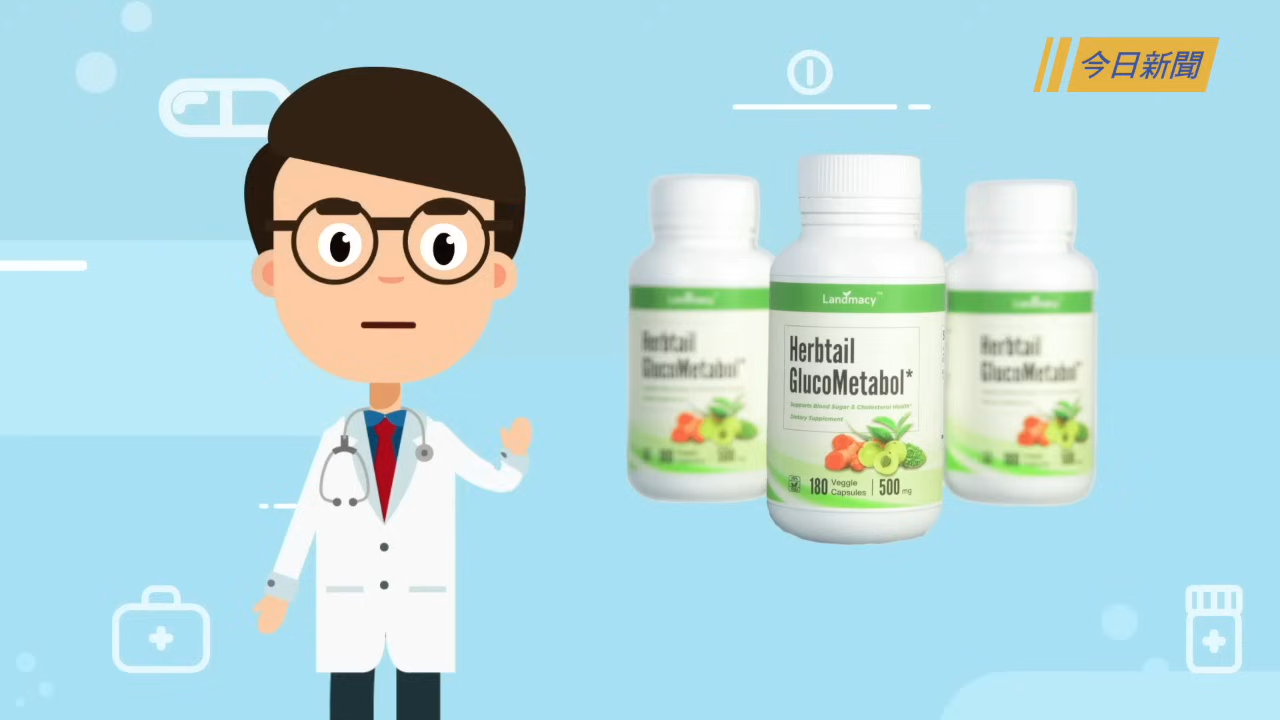 今日新聞
Landmacy™
Herbtail
GlucoMetabol*
Supports Blood Sugar & Cholesterol Health*
Dietary Supplement
180 Veggie Capsules 500 mg
Herbtail
GlucoMetabol
Herbtail
GlucoMetabol